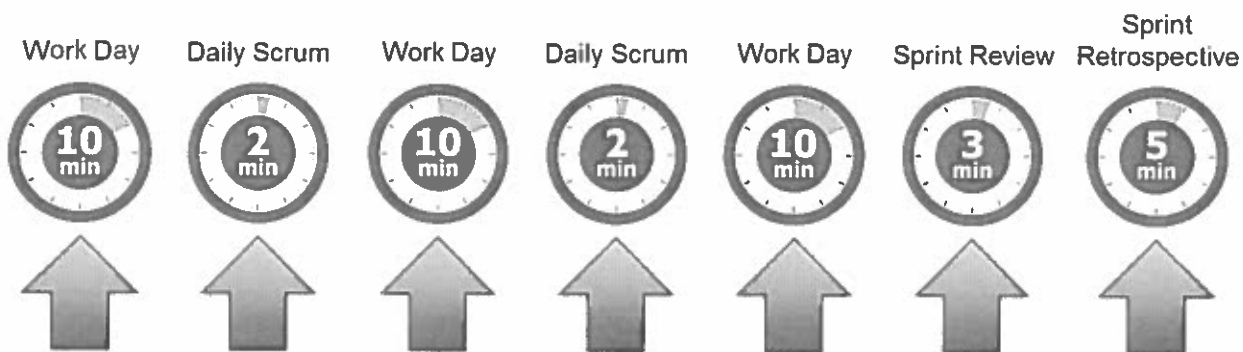 Work Day
10
min
Daily Scrum
2
min
Work Day
10
min
Daily Scrum
2
min
Work Day
10
min
Sprint Review
3
min
Sprint
Retrospective
5
min